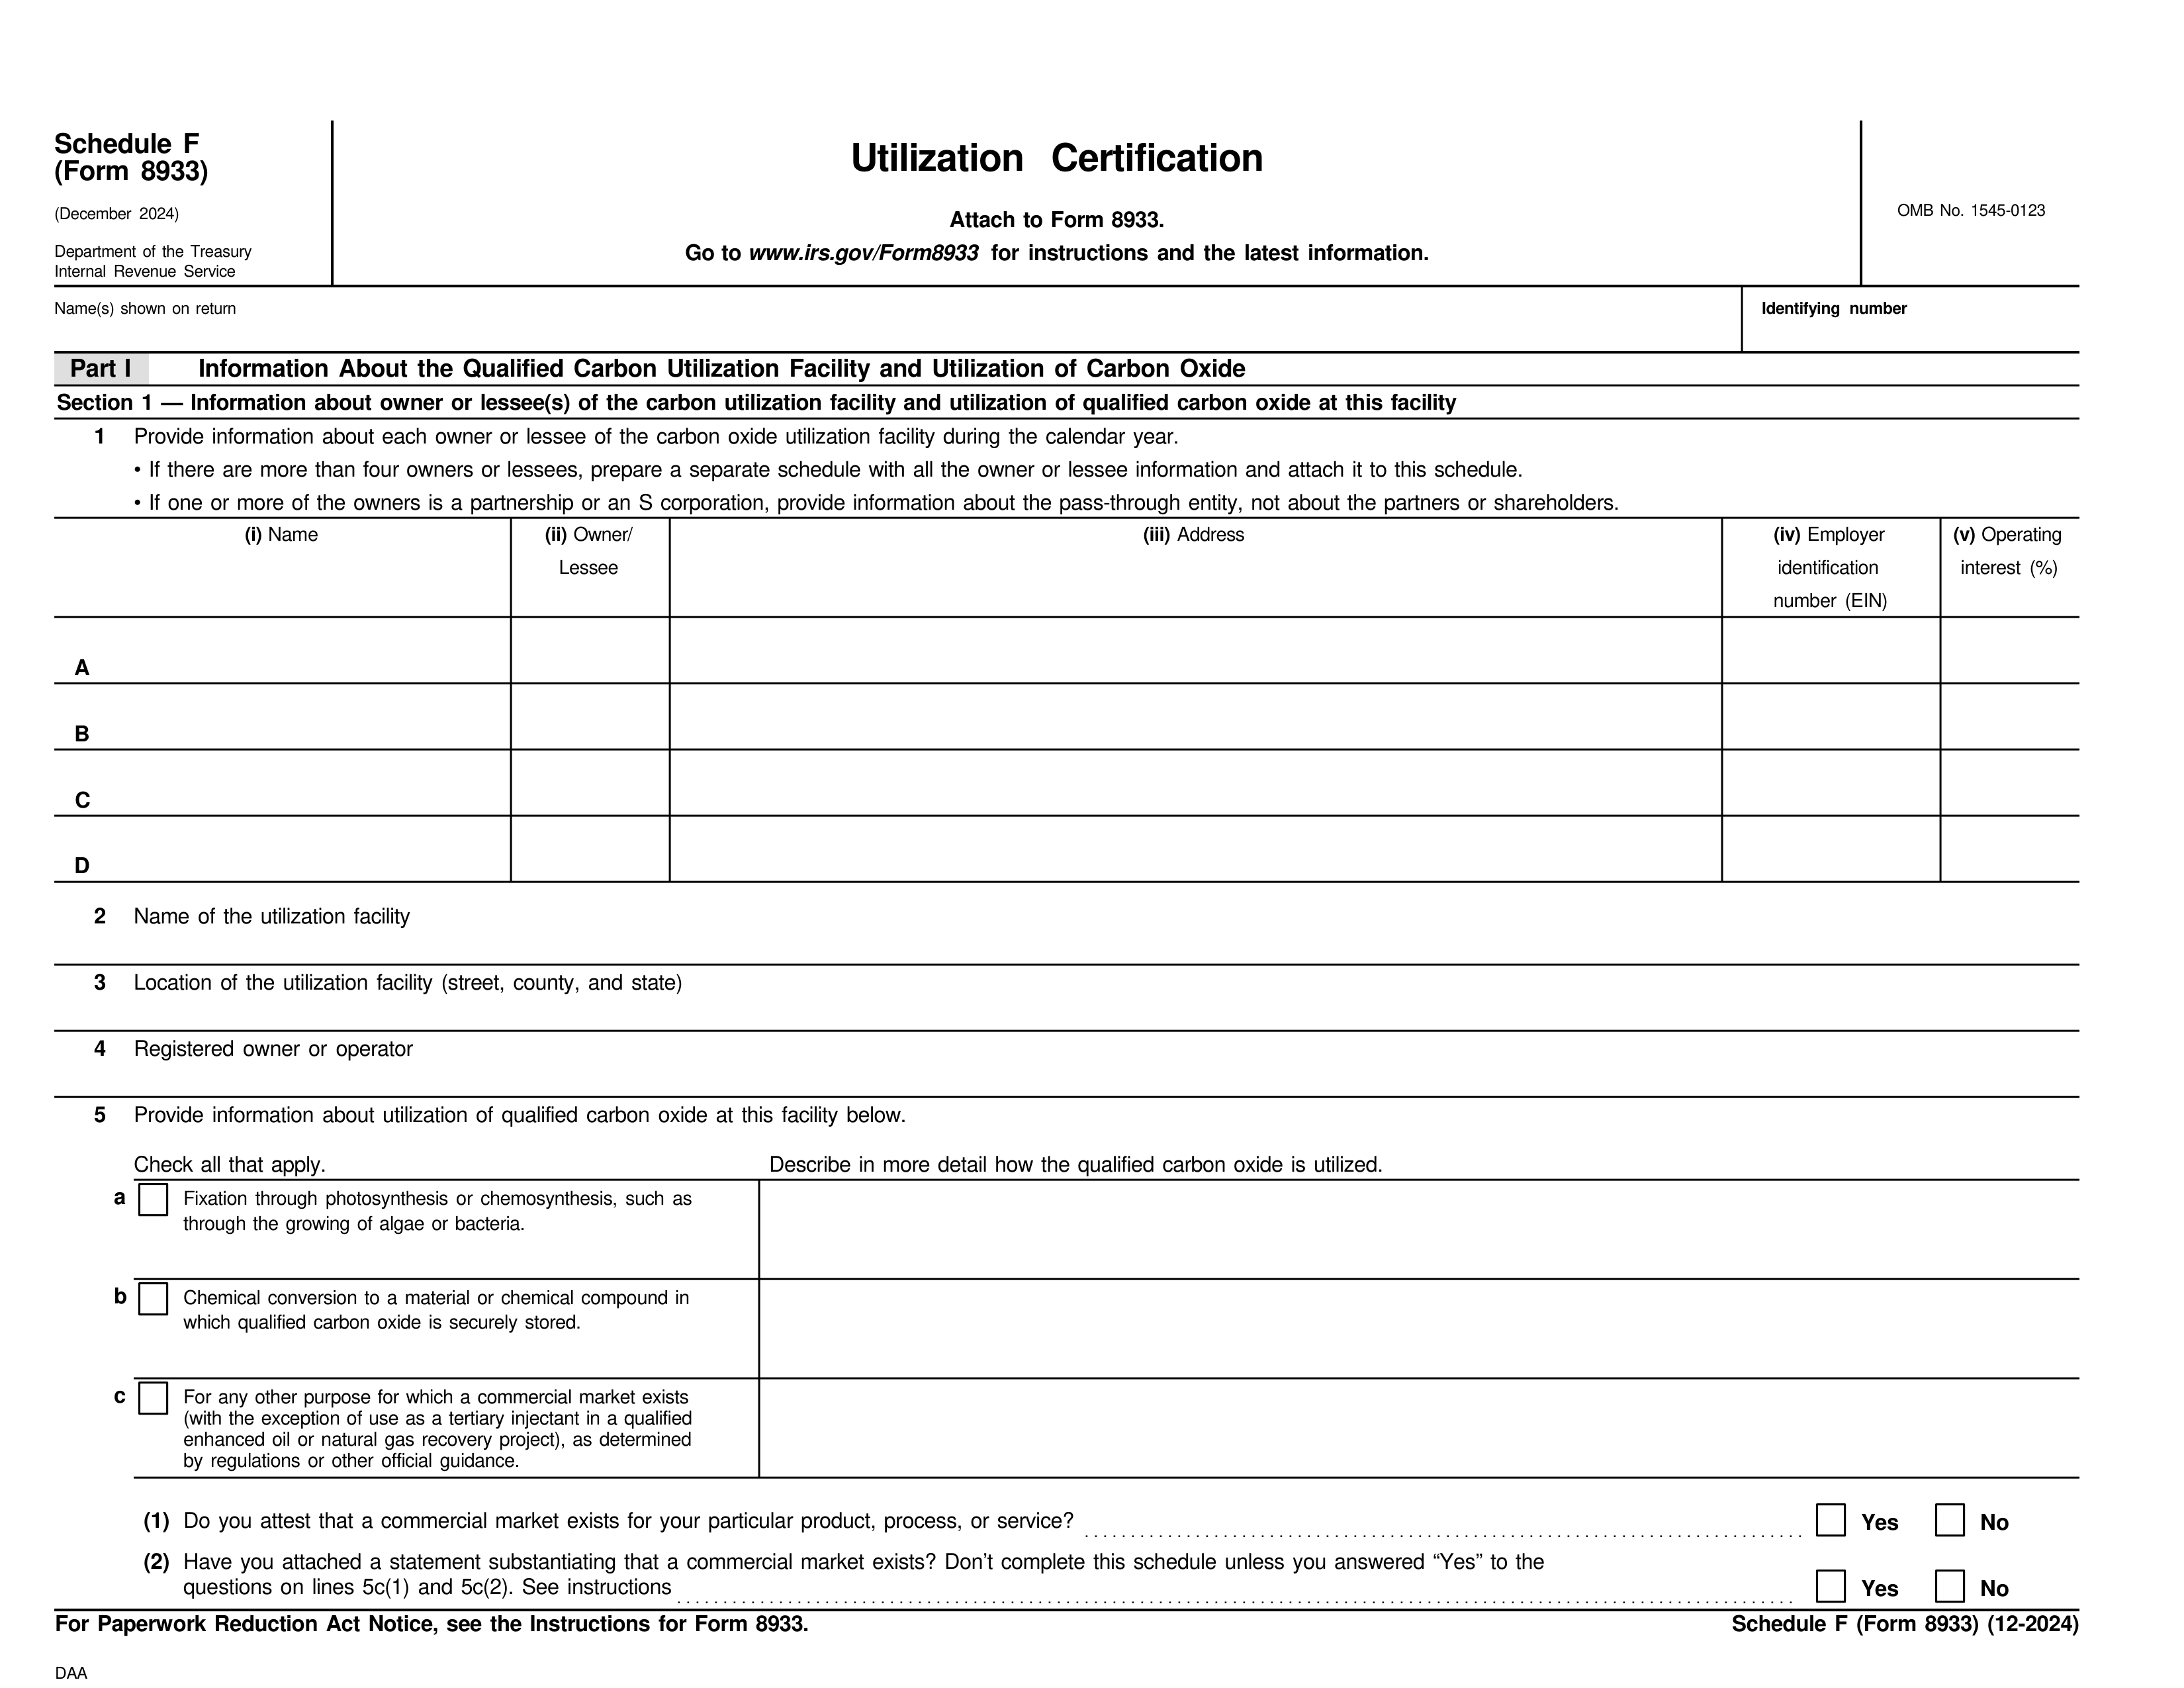 Schedule F
(Form 8933)
(December 2024)
Department of the Treasury
Internal Revenue Service
Utilization Certification
Attach to Form 8933.
Go to www.irs.gov/Form8933 for instructions and the latest information.
OMB No. 1545-0123
Name(s) shown on return
Identifying number
Part I Information About the Qualified Carbon Utilization Facility and Utilization of Carbon Oxide
Section 1 — Information about owner or lessee(s) of the carbon utilization facility and utilization of qualified carbon oxide at this facility
1 Provide information about each owner or lessee of the carbon oxide utilization facility during the calendar year.
• If there are more than four owners or lessees, prepare a separate schedule with all the owner or lessee information and attach it to this schedule.
• If one or more of the owners is a partnership or an S corporation, provide information about the pass-through entity, not about the partners or shareholders.
(i) Name
(ii) Owner/
Lessee
(iii) Address
(iv) Employer
identification
number (EIN)
(v) Operating
interest (%)
A
B
C
D
2 Name of the utilization facility
3 Location of the utilization facility (street, county, and state)
4 Registered owner or operator
5 Provide information about utilization of qualified carbon oxide at this facility below.
Check all that apply.
Describe in more detail how the qualified carbon oxide is utilized.
a Fixation through photosynthesis or chemosynthesis, such as
through the growing of algae or bacteria.
b Chemical conversion to a material or chemical compound in
which qualified carbon oxide is securely stored.
c For any other purpose for which a commercial market exists
(with the exception of use as a tertiary injectant in a qualified
enhanced oil or natural gas recovery project), as determined
by regulations or other official guidance.
(1) Do you attest that a commercial market exists for your particular product, process, or service? Yes No
(2) Have you attached a statement substantiating that a commercial market exists? Don't complete this schedule unless you answered “Yes” to the
questions on lines 5c(1) and 5c(2). See instructions Yes No
For Paperwork Reduction Act Notice, see the Instructions for Form 8933.
Schedule F (Form 8933) (12-2024)
DAA